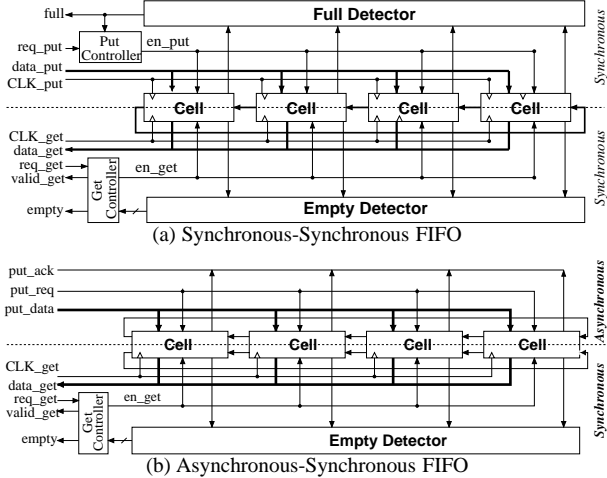 full
Full Detector
Put
Controller
en_put
req_put
data_put
CLK_put
Synchronous
Cell Cell Cell Cell
CLK_get
data_get
req_get
valid_get
en_get
Get
Controller
empty
Empty Detector
Synchronous
(a) Synchronous-Synchronous FIFO
put_ack
put_req
put_data
Asynchronous
Cell Cell Cell Cell
CLK_get
data_get
req_get
valid_get
en_get
Get
Controller
empty
Empty Detector
Synchronous
(b) Asynchronous-Synchronous FIFO